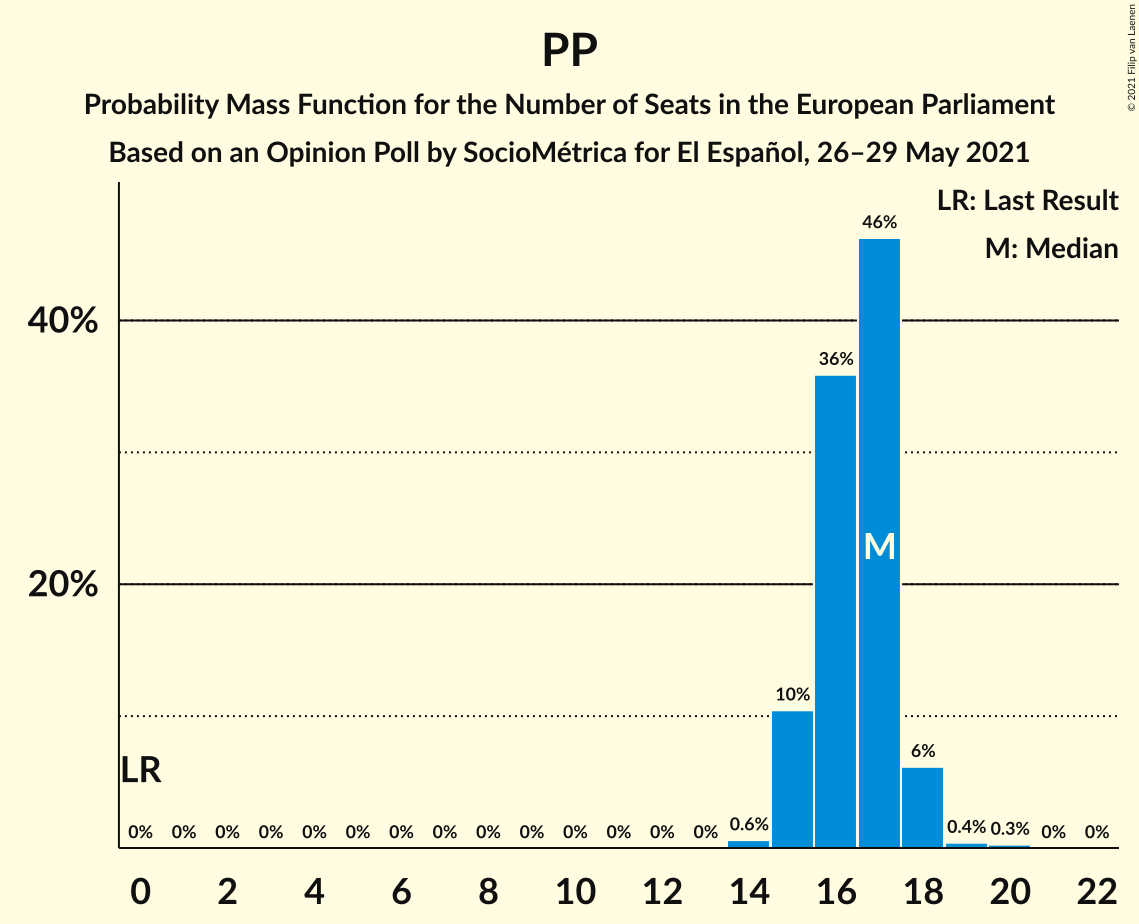 PP
Probability Mass Function for the Number of Seats in the European Parliament
Based on an Opinion Poll by SocioMétrica for El Español, 26–29 May 2021
© 2021 Filip van Laenen
LR: Last Result
M: Median
40%
20%
46%
36%
M
10%
6%
LR
0% 0% 0% 0% 0% 0% 0% 0% 0% 0% 0% 0% 0% 0% 0.6% 0.4% 0.3% 0% 0%
0 2 4 6 8 10 12 14 16 18 20 22